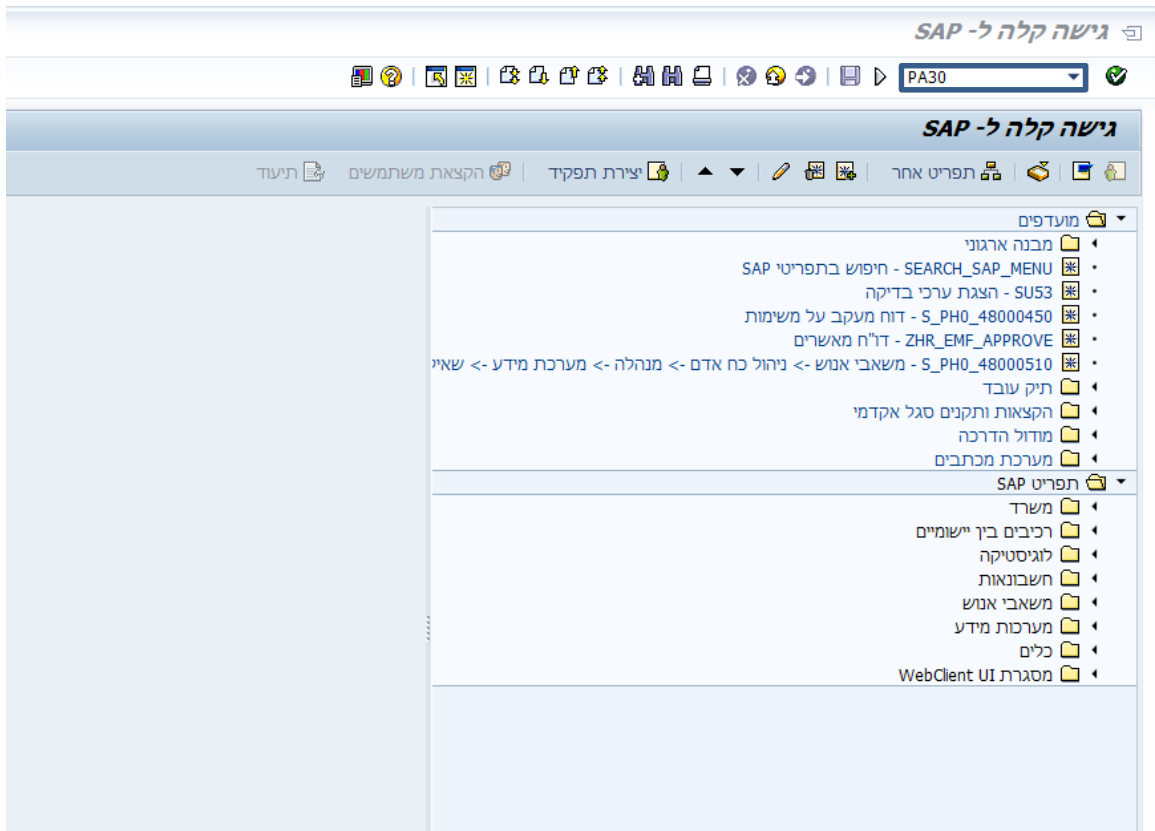 גישה קלה ל- SAP
PA30
גישה קלה ל- SAP
תפריט אחר יצירת תפקיד הקצאת משתמשים תיעוד
מועדפים
מבנה ארגוני
SEARCH_SAP_MENU - חיפוש בתפריטי SAP
SU53 - הצגת ערכי בדיקה
S_PH0_48000450 - דוח מעקב על משימות
ZHR_EMF_APPROVE - דו"ח מאשרים
S_PH0_48000510 - משאבי אנוש -> ניהול כח אדם -> מנהלה -> מערכת מידע -> שאיל
תיק עובד
הקצאות ותקנים סגל אקדמי
מודול הדרכה
מערכת מכתבים
תפריט SAP
משרד
רכיבים בין יישומיים
לוגיסטיקה
חשבונאות
משאבי אנוש
מערכות מידע
כלים
מסגרת WebClient UI